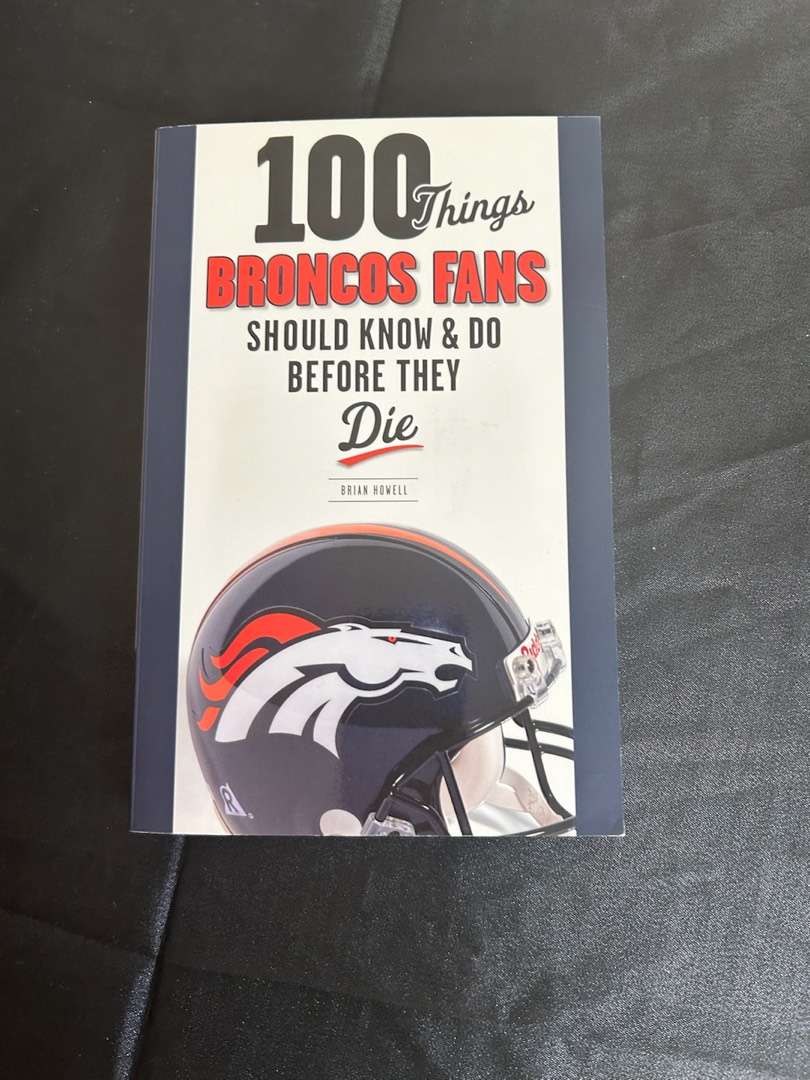 100 Things
BRONCOS FANS
SHOULD KNOW & DO
BEFORE THEY
Die
BRIAN HOWELL
R